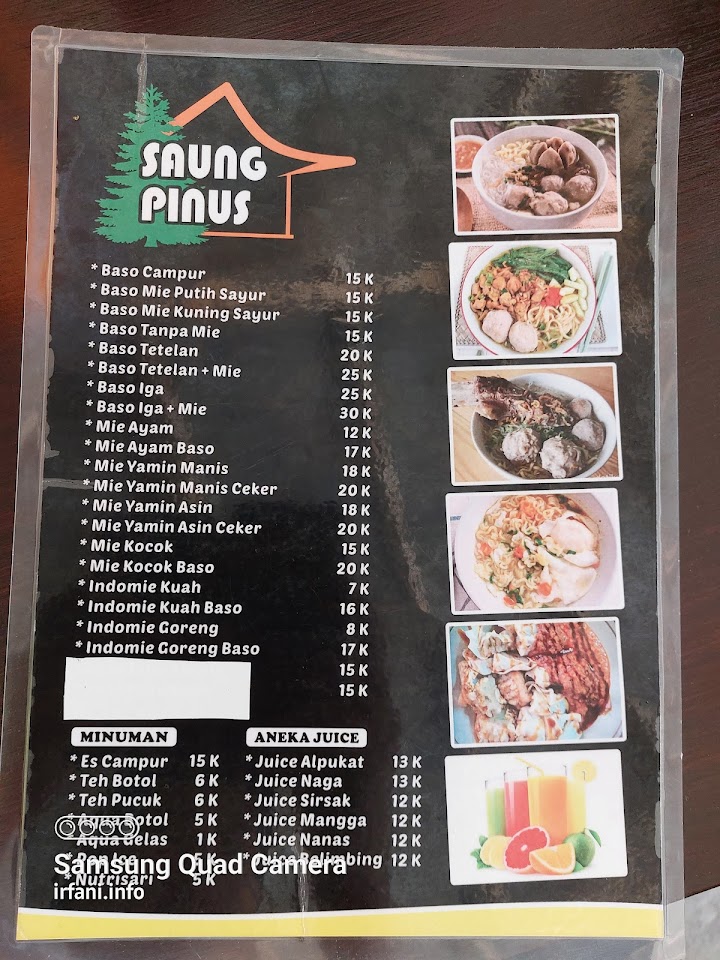 SAUNG
PINUS
* Baso Campur 15 K
* Baso Mie Putih Sayur 15 K
* Baso Mie Kuning Sayur 15 K
* Baso Tanpa Mie 15 K
* Baso Tetelan 20 K
* Baso Tetelan + Mie 25 K
* Baso Iga 25 K
* Baso Iga + Mie 30 K
* Mie Ayam 12 K
* Mie Ayam Baso 17 K
* Mie Yamin Manis 18 K
* Mie Yamin Manis Ceker 20 K
* Mie Yamin Asin 18 K
* Mie Yamin Asin Ceker 20 K
* Mie Kocok 15 K
* Mie Kocok Baso 20 K
* Indomie Kuah 7 K
* Indomie Kuah Baso 16 K
* Indomie Goreng 8 K
* Indomie Goreng Baso 17 K
15 K
15 K
MINUMAN
* Es Campur 15 K
* Teh Botol 6 K
* Teh Pucuk 6 K
* Aqua Botol 5 K
* Aqua Gelas 1 K
* Pop Ice 5 K
* Nutrisari 5 K
ANEKA JUICE
* Juice Alpukat 13 K
* Juice Naga 13 K
* Juice Sirsak 12 K
* Juice Mangga 12 K
* Juice Nanas 12 K
* Juice Belimbing 12 K
Samsung Quad Camera
irfani.info